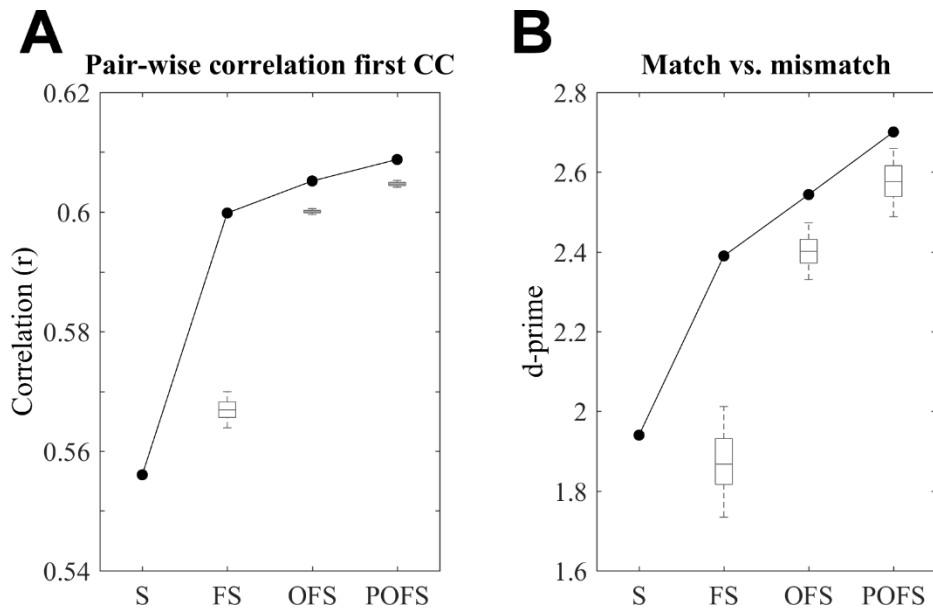 A
Pair-wise correlation first CC
Correlation (r)
0.62
0.6
0.58
0.56
0.54
S FS OFS POFS
B
Match vs. mismatch
d-prime
2.8
2.6
2.4
2.2
2
1.8
1.6
S FS OFS POFS